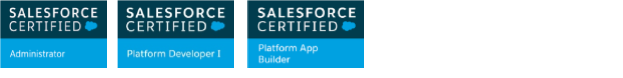 SALESFORCE
CERTIFIED
Administrator
SALESFORCE
CERTIFIED
Platform Developer I
SALESFORCE
CERTIFIED
Platform App
Builder